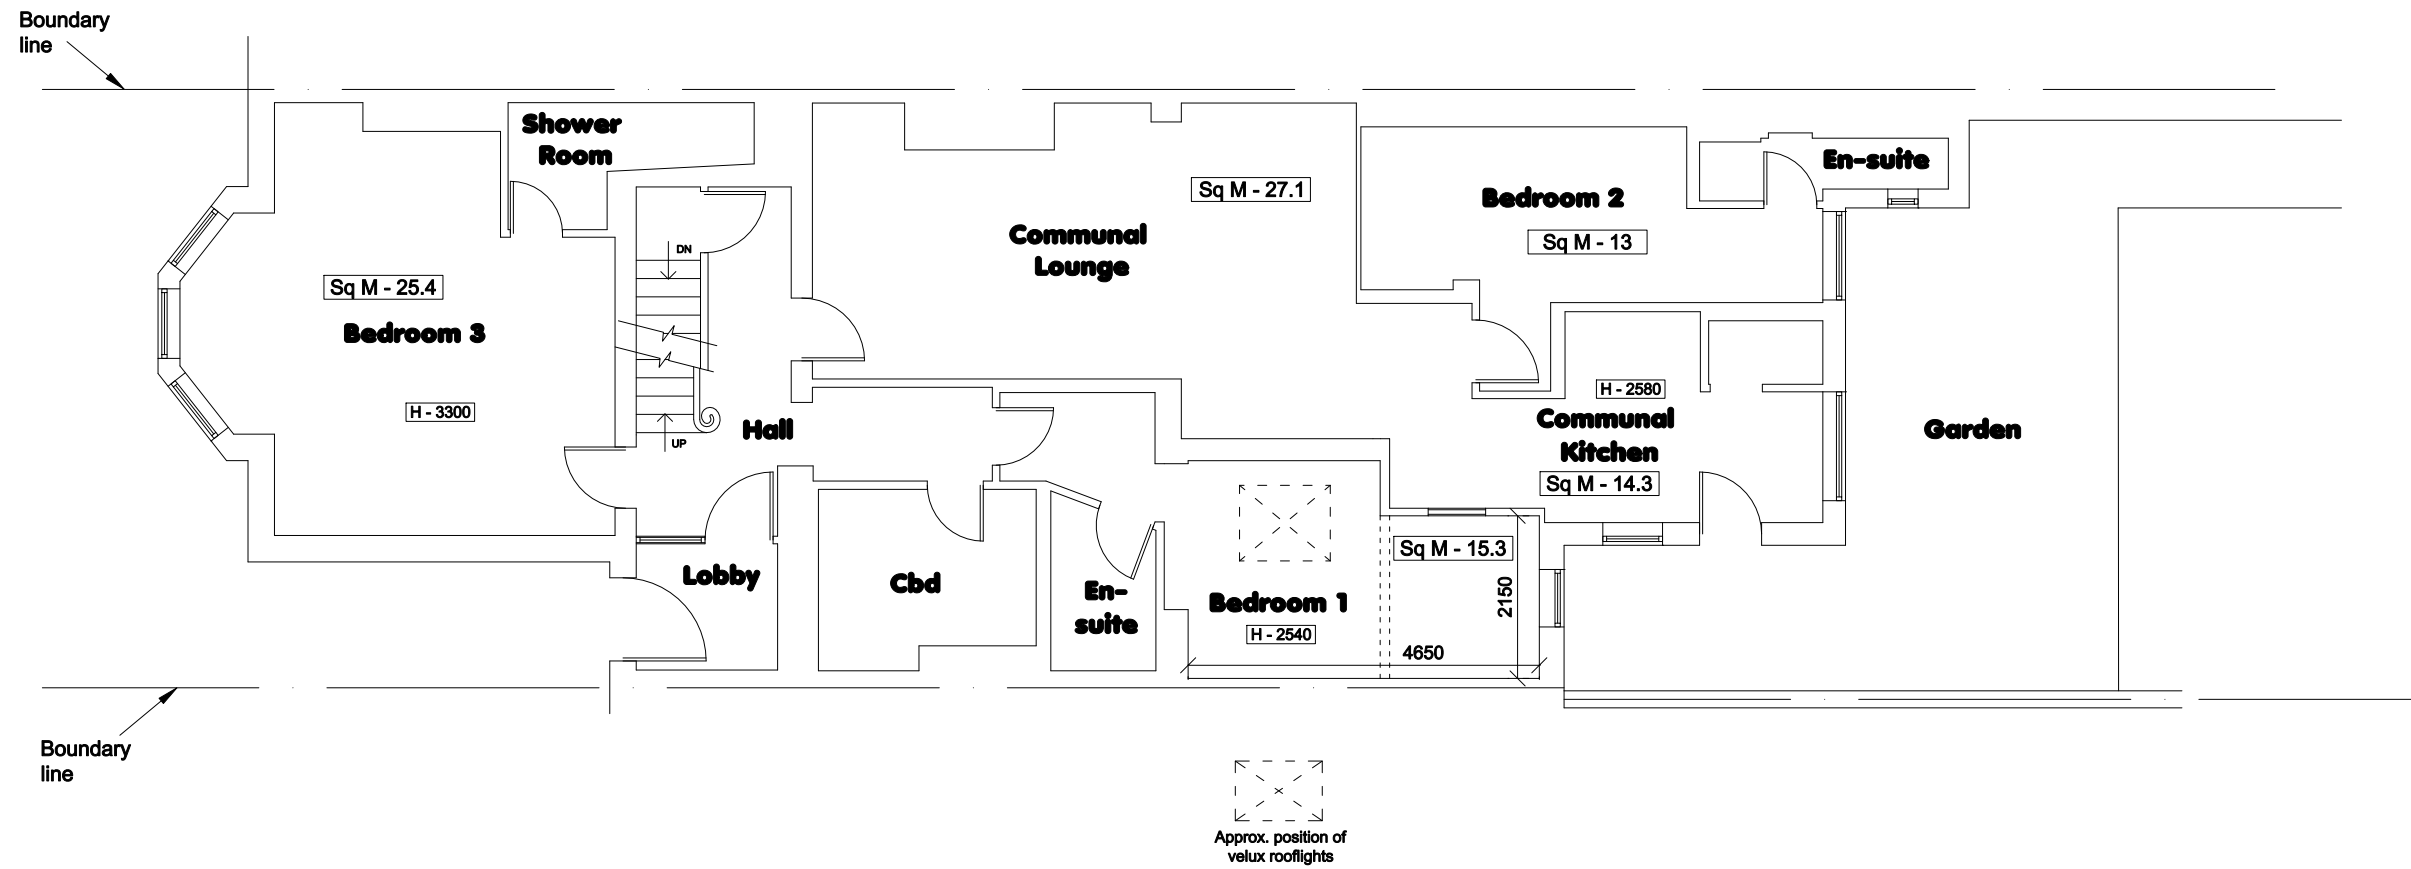 Boundary
line
Shower
Room
En-suite
Sq M - 27.1
Bedroom 2
Communal
Lounge
Sq M - 13
DN
Sq M - 25.4
Bedroom 3
H - 3300
H - 2580
Communal
Kitchen
Hall
Garden
UP
Sq M - 14.3
Sq M - 15.3
Lobby
Cbd
En-
suite
Bedroom 1
2150
H - 2540
4650
Boundary
line
Approx. position of
velux rooflights